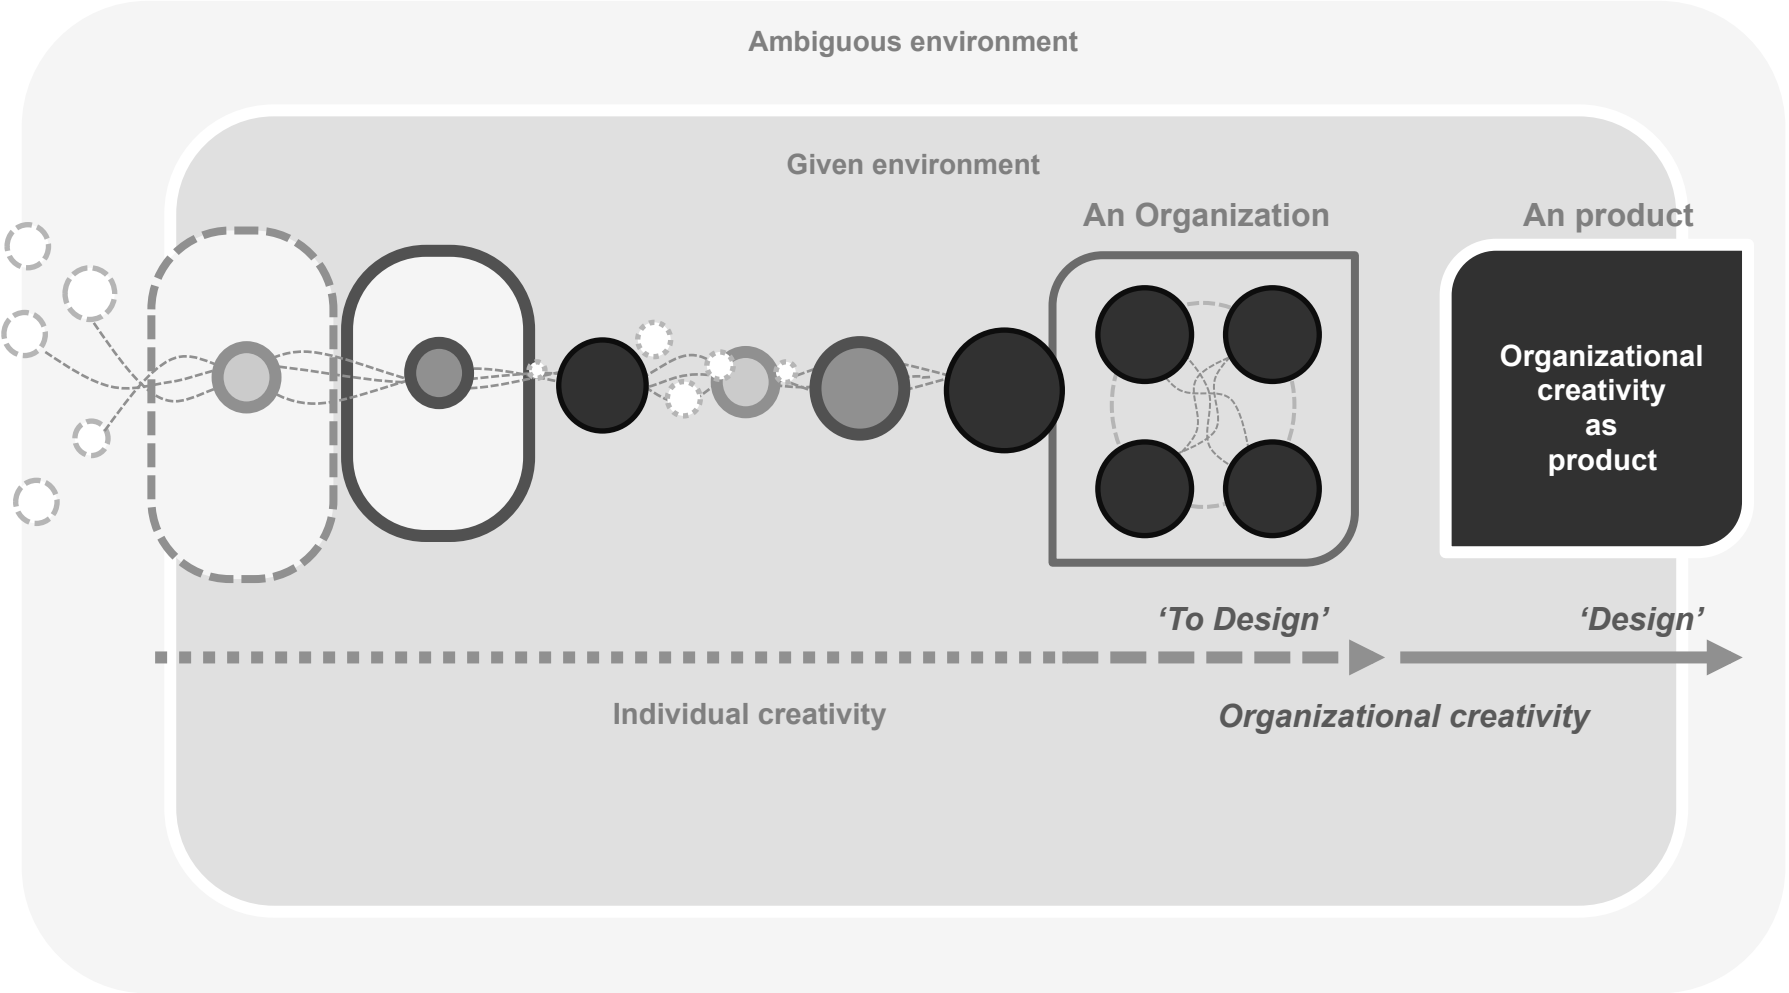 Ambiguous environment
Given environment
An Organization
An product
Organizational
creativity
as
product
‘To Design’
‘Design’
Individual creativity
Organizational creativity